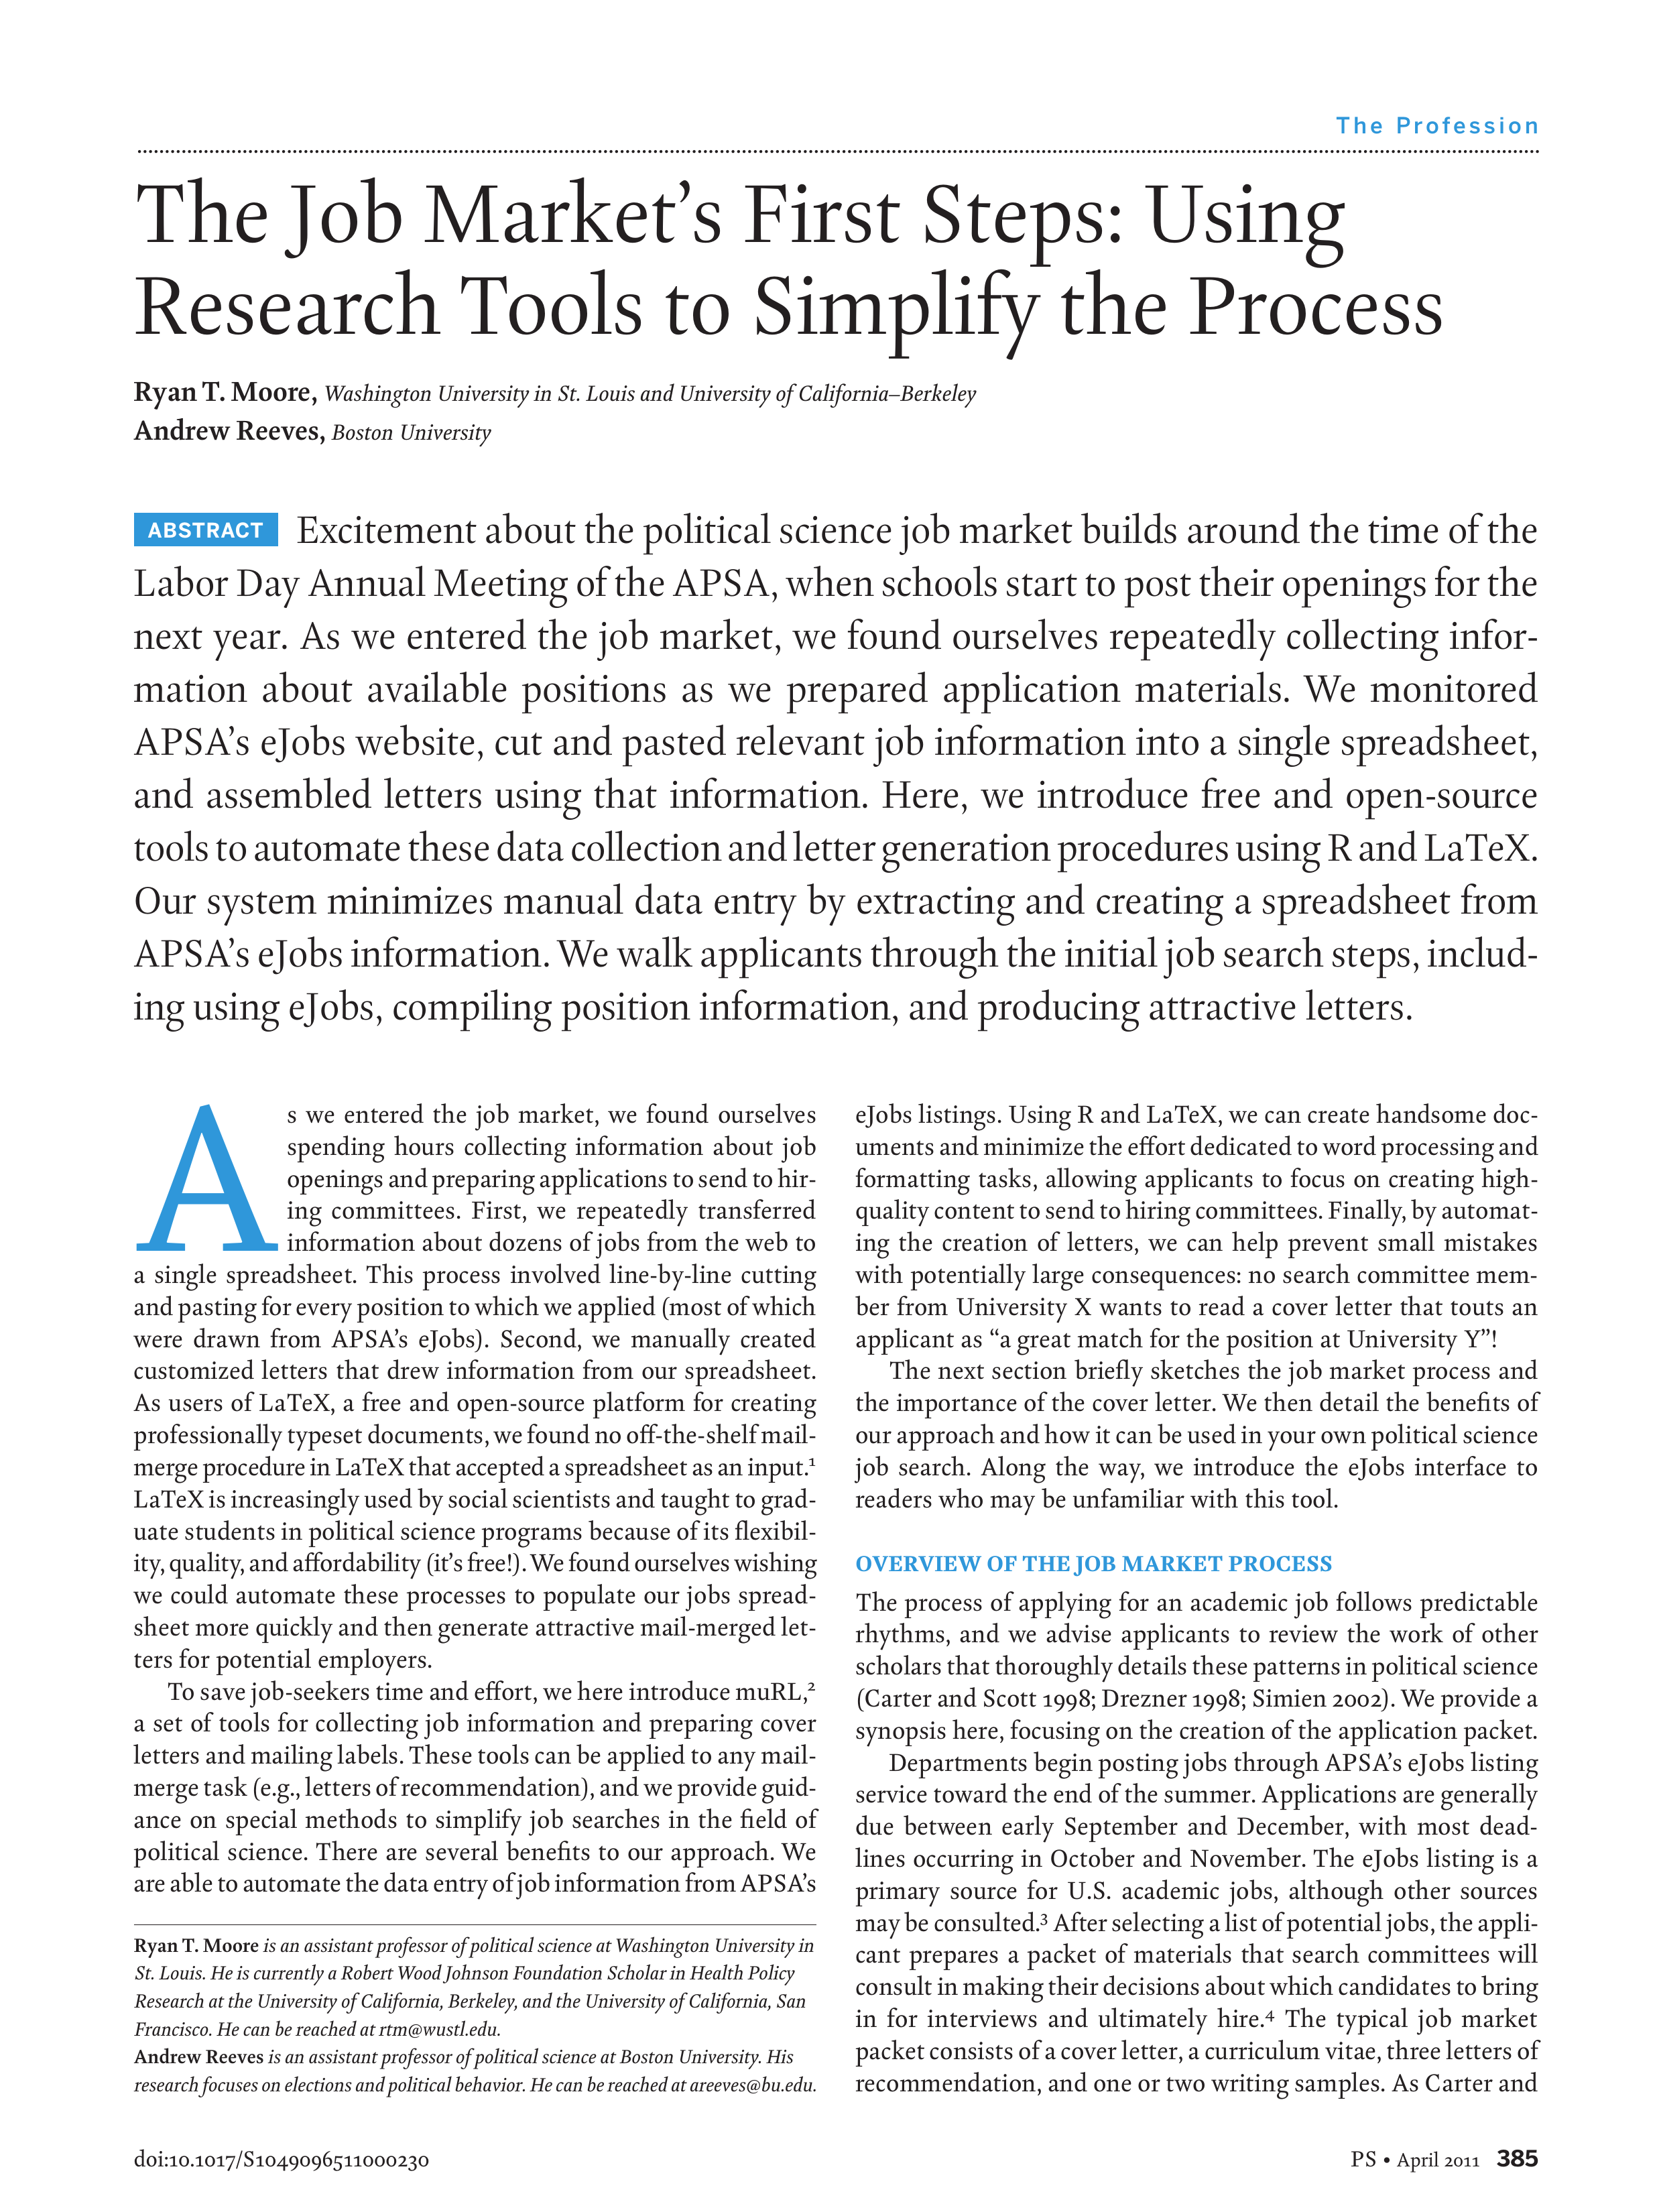 The Profession
The Job Market's First Steps: Using
Research Tools to Simplify the Process
Ryan T. Moore, Washington University in St. Louis and University of California–Berkeley
Andrew Reeves, Boston University
ABSTRACT Excitement about the political science job market builds around the time of the
Labor Day Annual Meeting of the APSA, when schools start to post their openings for the
next year. As we entered the job market, we found ourselves repeatedly collecting infor-
mation about available positions as we prepared application materials. We monitored
APSA's eJobs website, cut and pasted relevant job information into a single spreadsheet,
and assembled letters using that information. Here, we introduce free and open-source
tools to automate these data collection and letter generation procedures using R and LaTeX.
Our system minimizes manual data entry by extracting and creating a spreadsheet from
APSA's eJobs information. We walk applicants through the initial job search steps, includ-
ing using eJobs, compiling position information, and producing attractive letters.
As we entered the job market, we found ourselves
spending hours collecting information about job
openings and preparing applications to send to hir-
ing committees. First, we repeatedly transferred
information about dozens of jobs from the web to
a single spreadsheet. This process involved line-by-line cutting
and pasting for every position to which we applied (most of which
were drawn from APSA's eJobs). Second, we manually created
customized letters that drew information from our spreadsheet.
As users of LaTeX, a free and open-source platform for creating
professionally typeset documents, we found no off-the-shelf mail-
merge procedure in LaTeX that accepted a spreadsheet as an input.1
LaTeX is increasingly used by social scientists and taught to grad-
uate students in political science programs because of its flexibil-
ity, quality, and affordability (it's free!). We found ourselves wishing
we could automate these processes to populate our jobs spread-
sheet more quickly and then generate attractive mail-merged let-
ters for potential employers.
To save job-seekers time and effort, we here introduce muRL,2
a set of tools for collecting job information and preparing cover
letters and mailing labels. These tools can be applied to any mail-
merge task (e.g., letters of recommendation), and we provide guid-
ance on special methods to simplify job searches in the field of
political science. There are several benefits to our approach. We
are able to automate the data entry of job information from APSA's
Ryan T. Moore is an assistant professor of political science at Washington University in
St. Louis. He is currently a Robert Wood Johnson Foundation Scholar in Health Policy
Research at the University of California, Berkeley, and the University of California, San
Francisco. He can be reached at rtm@wustl.edu.
Andrew Reeves is an assistant professor of political science at Boston University. His
research focuses on elections and political behavior. He can be reached at areeves@bu.edu.
eJobs listings. Using R and LaTeX, we can create handsome doc-
uments and minimize the effort dedicated to word processing and
formatting tasks, allowing applicants to focus on creating high-
quality content to send to hiring committees. Finally, by automat-
ing the creation of letters, we can help prevent small mistakes
with potentially large consequences: no search committee mem-
ber from University X wants to read a cover letter that touts an
applicant as “a great match for the position at University Y”!
The next section briefly sketches the job market process and
the importance of the cover letter. We then detail the benefits of
our approach and how it can be used in your own political science
job search. Along the way, we introduce the eJobs interface to
readers who may be unfamiliar with this tool.
OVERVIEW OF THE JOB MARKET PROCESS
The process of applying for an academic job follows predictable
rhythms, and we advise applicants to review the work of other
scholars that thoroughly details these patterns in political science
(Carter and Scott 1998; Drezner 1998; Simien 2002). We provide a
synopsis here, focusing on the creation of the application packet.
Departments begin posting jobs through APSA's eJobs listing
service toward the end of the summer. Applications are generally
due between early September and December, with most dead-
lines occurring in October and November. The eJobs listing is a
primary source for U.S. academic jobs, although other sources
may be consulted.3 After selecting a list of potential jobs, the appli-
cant prepares a packet of materials that search committees will
consult in making their decisions about which candidates to bring
in for interviews and ultimately hire.4 The typical job market
packet consists of a cover letter, a curriculum vitae, three letters of
recommendation, and one or two writing samples. As Carter and
doi:10.1017/S1049096511000230
PS • April 2011 385